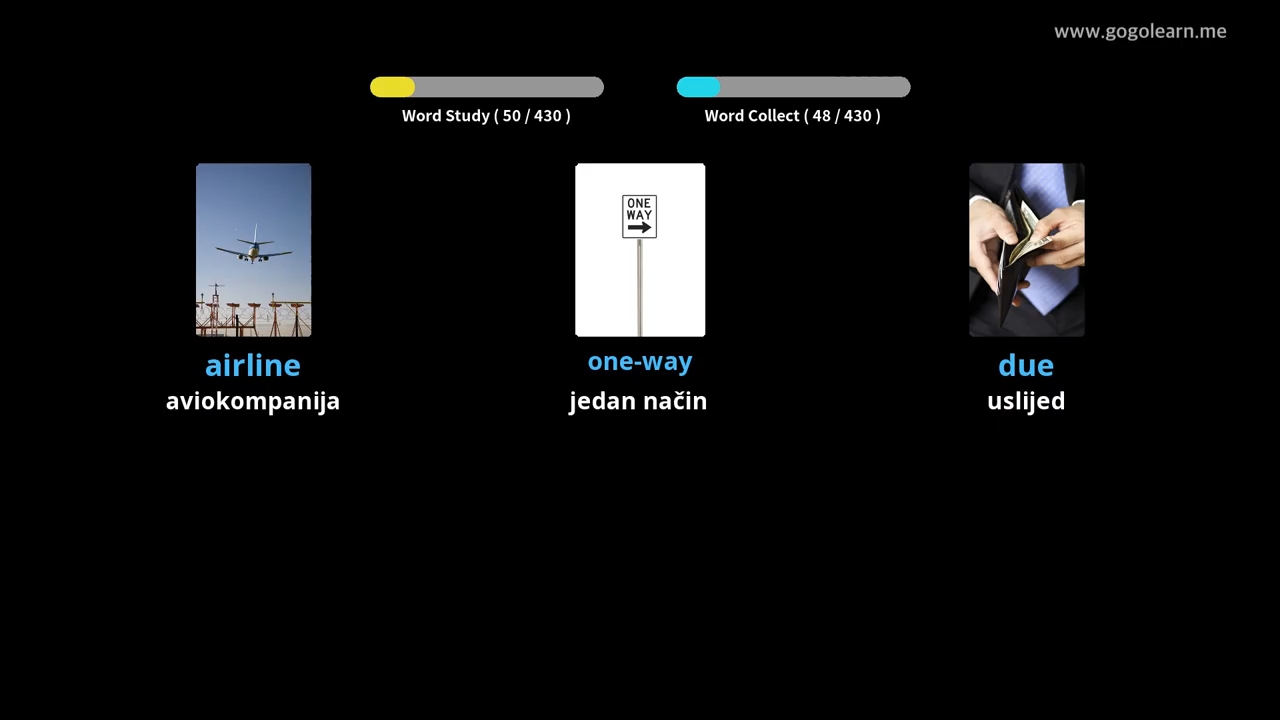 www.gogolearn.me
Word Study ( 50 / 430 )
Word Collect ( 48 / 430 )
ONE
WAY
airline
one-way
due
aviokompanija
jedan način
uslijed